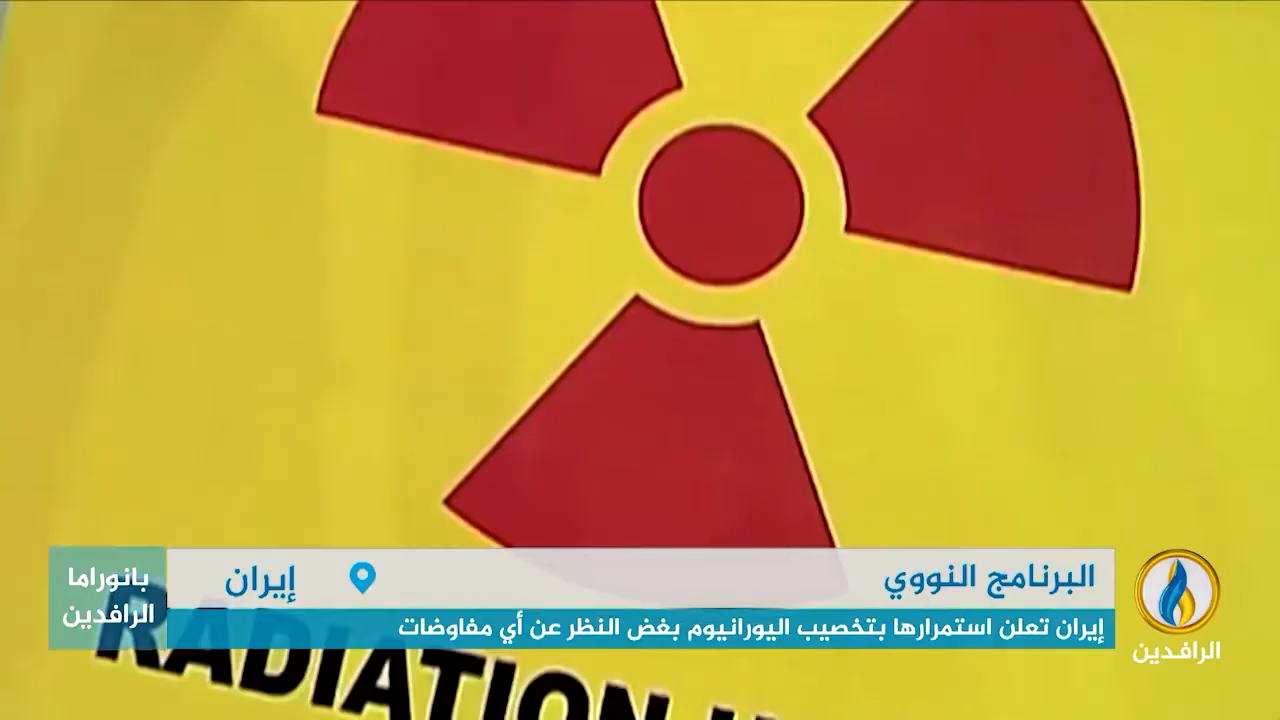 البرنامج النووي
إيران
إيران تعلن استمرارها بتخصيب اليورانيوم بغض النظر عن أي مفاوضات
بانوراما
الرافدين
الرافدين
RADIATION